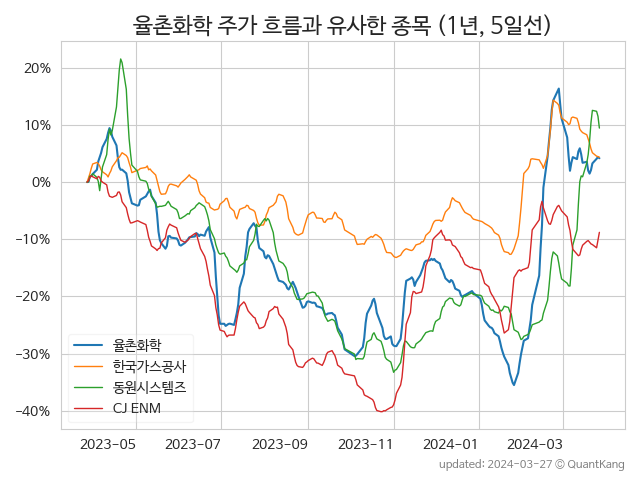 율촌화학 주가 흐름과 유사한 종목 (1년, 5일선)
20%
10%
0%
−10%
−20%
−30%
−40%
율촌화학
한국가스공사
동원시스템즈
CJ ENM
2023-05
2023-07
2023-09
2023-11
2024-01
2024-03
updated: 2024-03-27 © QuantKang